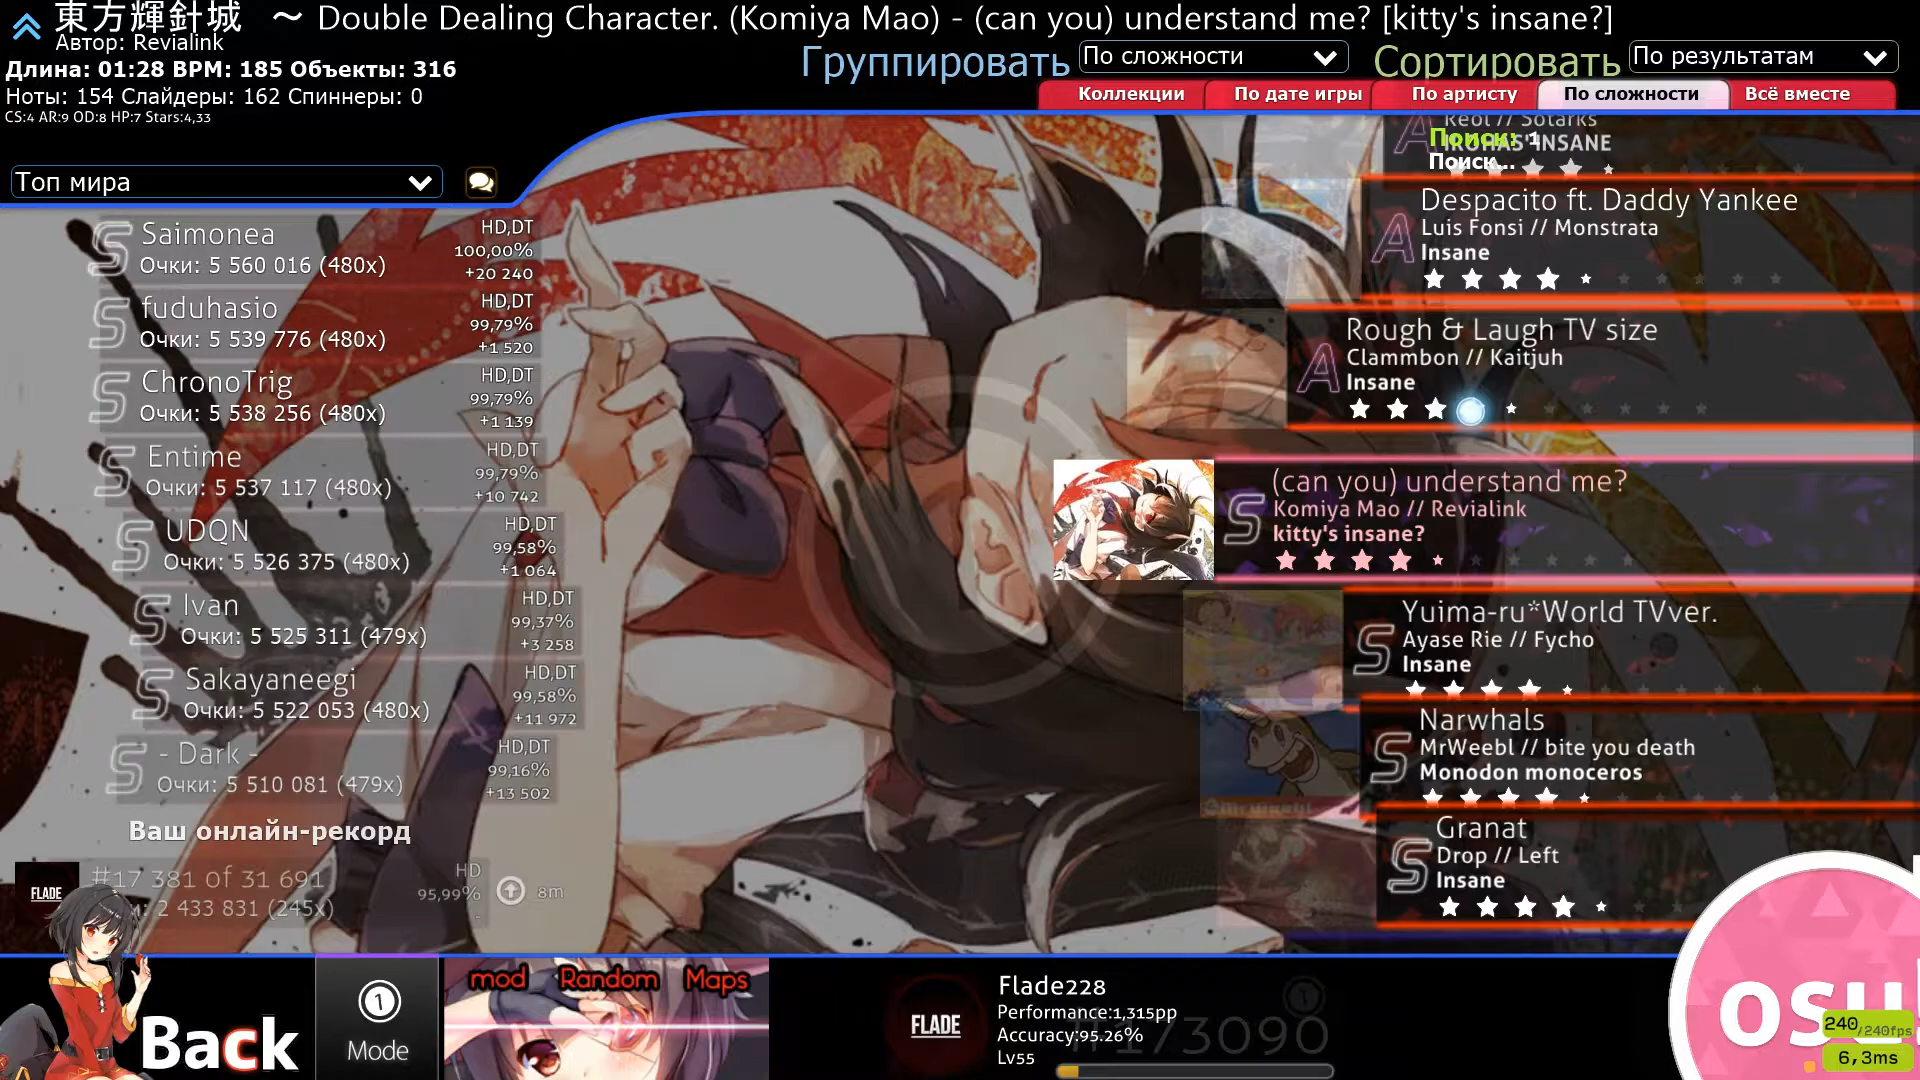 東方輝針城　～ Double Dealing Character. (Komiya Mao) - (can you) understand me? [kitty's insane?]
Автор: Revialink
Длина: 01:28 BPM: 185 Объекты: 316
Ноты: 154 Слайдеры: 162 Спиннеры: 0
CS:4 AR:9 OD:8 HP:7 Stars:4,33
Группировать
По сложности
Сортировать
По результатам
Коллекции
По дате игры
По артисту
По сложности
Всё вместе
Топ мира
Saimonea
Очки: 5 560 016 (480x)
HD,DT
100,00%
+20 240
fuduhasio
Очки: 5 539 776 (480x)
HD,DT
99,79%
+1 520
ChronoTrig
Очки: 5 538 256 (480x)
HD,DT
99,79%
+1 139
Entime
Очки: 5 537 117 (480x)
HD,DT
99,79%
+10 742
UDQN
Очки: 5 526 375 (480x)
HD,DT
99,58%
+1 064
Ivan
Очки: 5 525 311 (479x)
HD,DT
99,37%
+3 258
Sakayaneegi
Очки: 5 522 053 (480x)
HD,DT
99,58%
+11 972
- Dark -
Очки: 5 510 081 (479x)
HD,DT
99,16%
+13 502
Ваш онлайн-рекорд
FLADE
#17 381 of 31 691
: 2 433 831 (245x)
HD
95,99%
-
8m
Reol // Sotarks
IROHAS'INSANE
Поиск: 1
Поиск...
A
Despacito ft. Daddy Yankee
Luis Fonsi // Monstrata
Insane
A
Rough & Laugh TV size
Clammbon // Kaitjuh
Insane
S
(can you) understand me?
Komiya Mao // Revialink
kitty's insane?
S
Yuima-ru*World TVver.
Ayase Rie // Fycho
Insane
S
Narwhals
MrWeebl // bite you death
Monodon monoceros
S
Granat
Drop // Left
Insane
Back
1
Mode
mod Random Maps
FLADE
Flade228
Performance:1,315pp
Accuracy:95.26%
Lv55
#173090
osu
240/240fps
6,3ms